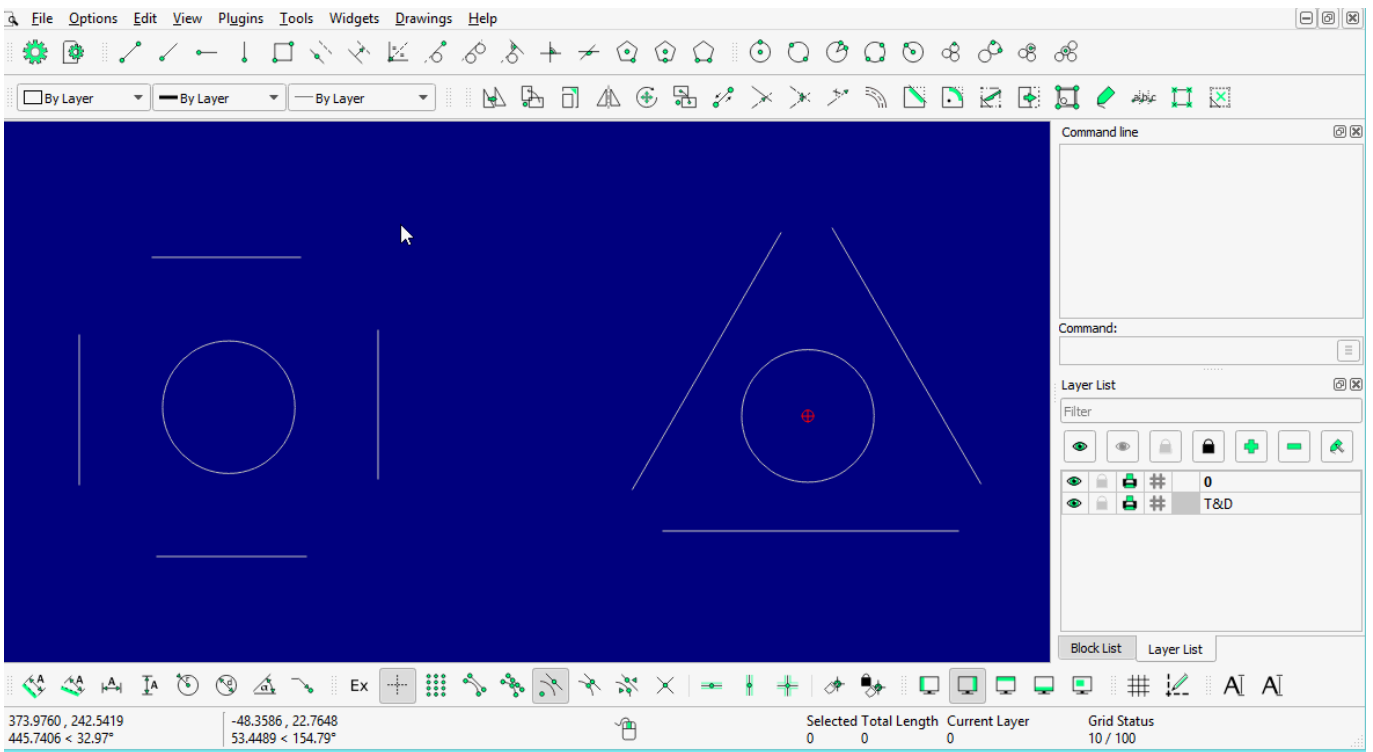 File Options Edit View Plugins Tools Widgets Drawings Help
By Layer By Layer By Layer
Command line
Command:
Layer List
Filter
0
T&D
Block List Layer List
Ex
373.9760 , 242.5419 -48.3586 , 22.7648 Selected Total Length Current Layer Grid Status
445.7406 < 32.97° 53.4489 < 154.79° 0 0 0 10 / 100